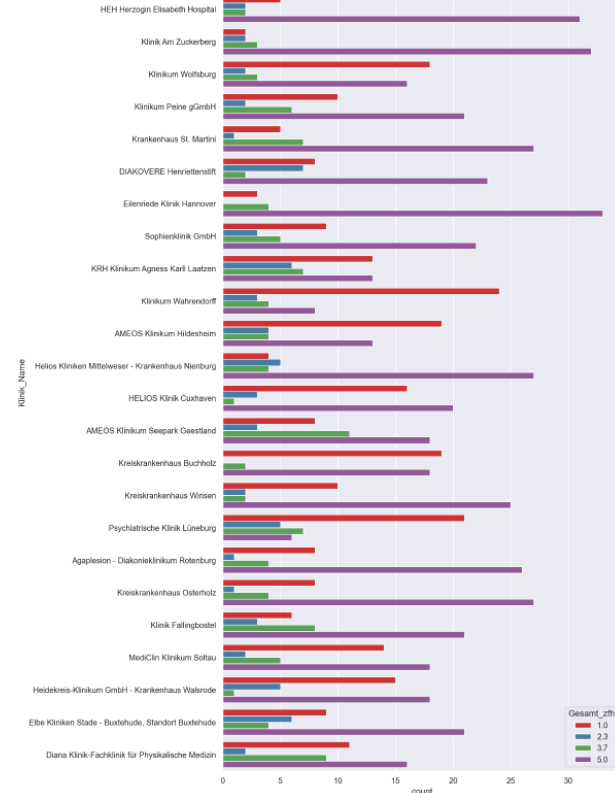 HEH Herzogin Elisabeth Hospital
Klinik Am Zuckerberg
Klinikum Wolfsburg
Klinikum Peine gGmbH
Krankenhaus St. Martini
DIAKOVERE Henriettenstift
Eilenriede Klinik Hannover
Sophienklinik GmbH
KRH Klinikum Agness Karll Laatzen
Klinikum Wahrendorff
AMEOS Klinikum Hildesheim
Helios Kliniken Mittelweser - Krankenhaus Nienburg
HELIOS Klinik Cuxhaven
AMEOS Klinikum Seepark Geestland
Kreiskrankenhaus Buchholz
Kreiskrankenhaus Winsen
Psychiatrische Klinik Lüneburg
Agaplesion - Diakonieklinikum Rotenburg
Kreiskrankenhaus Osterholz
Klinik Fallingbostel
MediClin Klinikum Soltau
Heidekreis-Klinikum GmbH - Krankenhaus Walsrode
Elbe Kliniken Stade - Buxtehude, Standort Buxtehude
Diana Klinik-Fachklinik für Physikalische Medizin
Klinik_Name
0 5 10 15 20 25 30
count
Gesamt_zfh
1.0
2.3
3.7
5.0